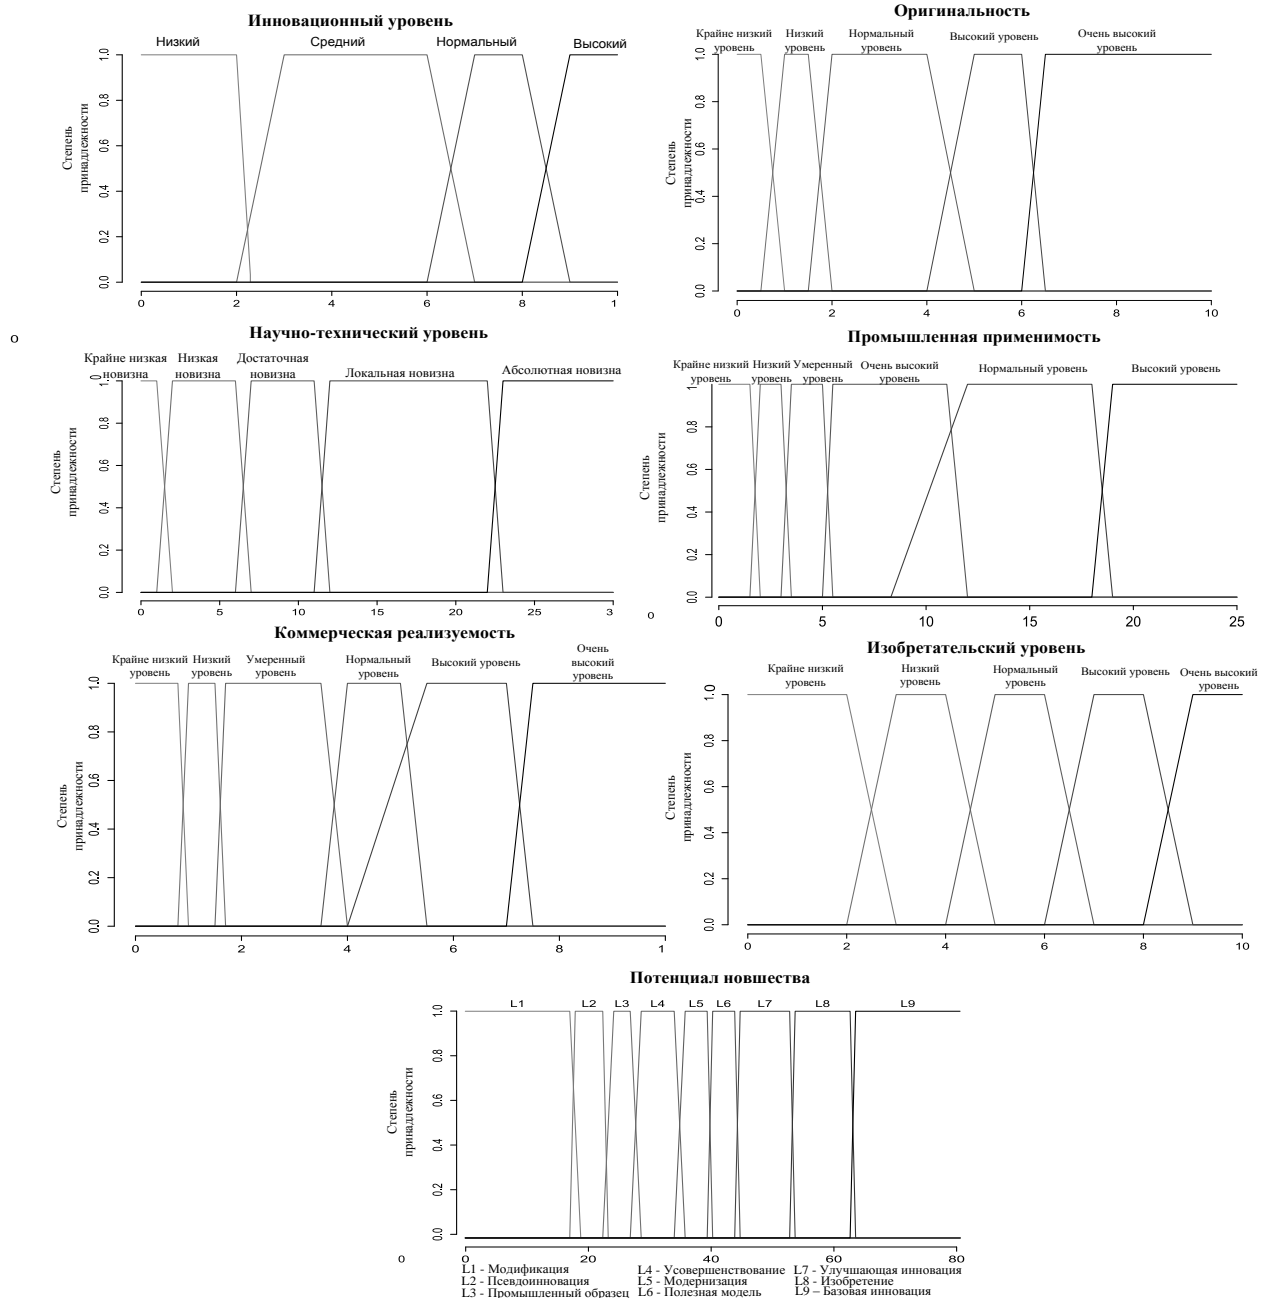 Инновационный уровень
Низкий
Средний
Нормальный
Высокий
Степень
принадлежности
0.0
0.2
0.4
0.6
0.8
1.0
0
2
4
6
8
1
Оригинальность
Крайне низкий
уровень
Низкий
уровень
Нормальный
уровень
Высокий уровень
Очень высокий
уровень
Степень
принадлежности
0.0
0.2
0.4
0.6
0.8
1.0
0
2
4
6
8
10
о
Научно-технический уровень
Крайне низкая
новизна
Низкая
новизна
Достаточная
новизна
Локальная новизна
Абсолютная новизна
Степень
принадлежности
0.0
0.2
0.4
0.6
0.8
1.0
0
5
10
15
20
25
3
Промышленная применимость
Крайне низкий
уровень
Низкий
уровень
Умеренный
уровень
Очень высокий
уровень
Нормальный уровень
Высокий уровень
Степень
принадлежности
0.0
0.2
0.4
0.6
0.8
1
0
5
10
15
20
25
о
Коммерческая реализуемость
Крайне низкий
уровень
Низкий
уровень
Умеренный
уровень
Нормальный
уровень
Высокий уровень
Очень
высокий
уровень
Степень
принадлежности
0.0
0.2
0.4
0.6
0.8
1.0
0
2
4
6
8
1
Изобретательский уровень
Крайне низкий
уровень
Низкий
уровень
Нормальный
уровень
Высокий уровень
Очень высокий
уровень
Степень
принадлежности
0.0
0.2
0.4
0.6
0.8
1.0
0
2
4
6
8
10
Потенциал новшества
L1
L2
L3
L4
L5
L6
L7
L8
L9
Степень
принадлежности
0.0
0.2
0.4
0.6
0.8
1.0
о
0
20
40
60
80
L1 - Модификация
L2 - Псевдоинновация
L3 - Промышленный образец
L4 - Усовершенствование
L5 - Модернизация
L6 - Полезная модель
L7 - Улучшающая инновация
L8 - Изобретение
L9 – Базовая инновация